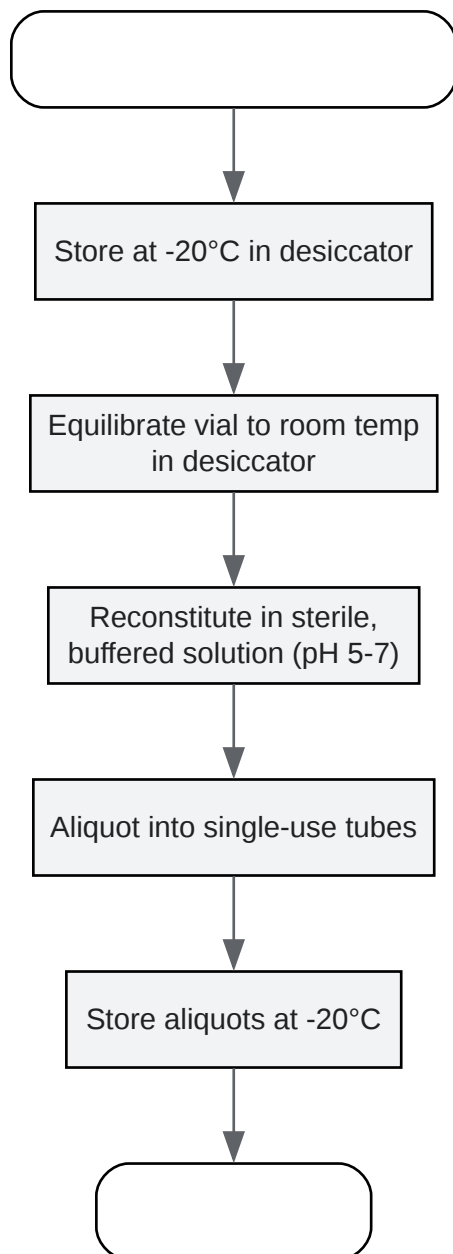 Store at -20°C in desiccator
Equilibrate vial to room temp
in desiccator
Reconstitute in sterile,
buffered solution (pH 5-7)
Aliquot into single-use tubes
Store aliquots at -20°C